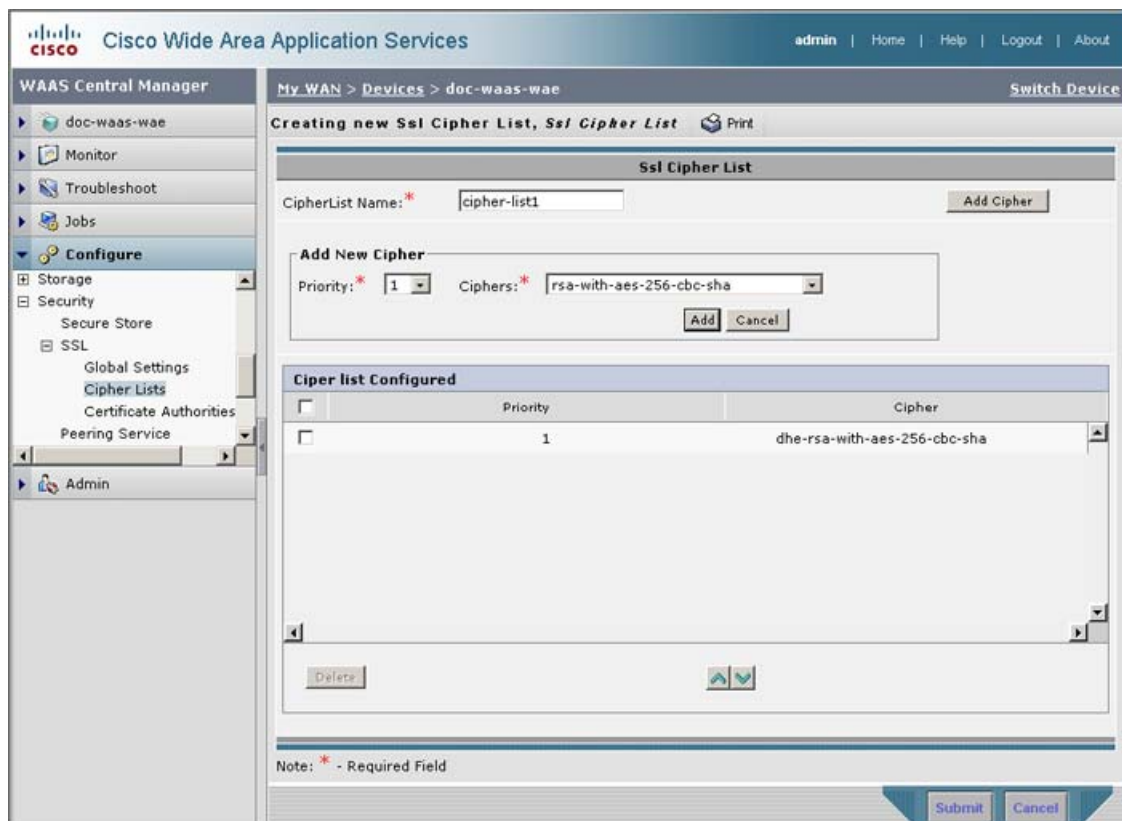 CISCO
Cisco Wide Area Application Services
admin | Home | Help | Logout | About
WAAS Central Manager
My WAN > Devices > doc-waas-wae
Switch Device
doc-waas-wae
Monitor
Troubleshoot
Jobs
Configure
Storage
Security
Secure Store
SSL
Global Settings
Cipher Lists
Certificate Authorities
Peering Service
Admin
Creating new Ssl Cipher List, Ssl Cipher List
Print
Ssl Cipher List
CipherList Name:* cipher-list1
Add Cipher
Add New Cipher
Priority:* 1 Ciphers:* rsa-with-aes-256-cbc-sha
Add Cancel
Ciper list Configured
Priority Cipher
1 dhe-rsa-with-aes-256-cbc-sha
Delete
Note: * - Required Field
Submit Cancel